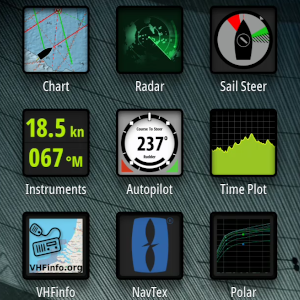 Chart Radar Sail Steer
18.5 kn
067°M
Course To Steer
237°
Rudder
Instruments Autopilot Time Plot
VHFinfo.org
VHFinfo NavTex Polar